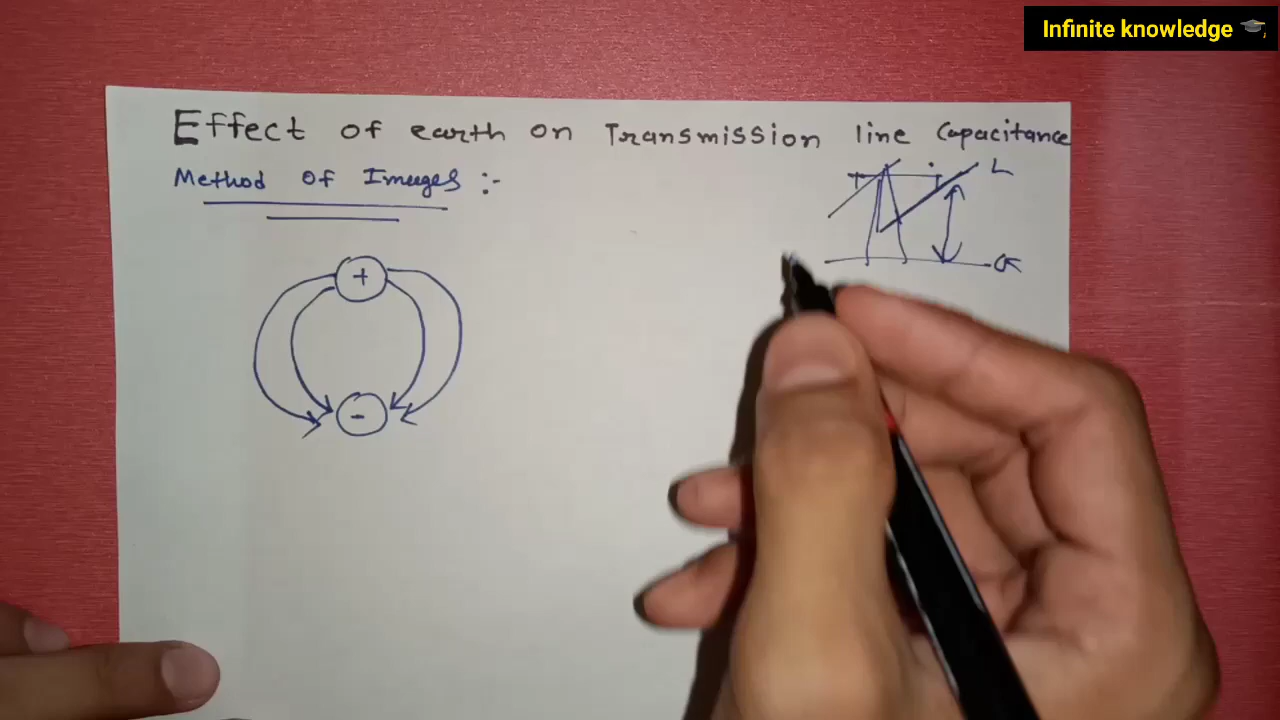 Infinite knowledge 🎓
Effect of earth on Transmission line Capacitance
Method of Images :-
L
+
-